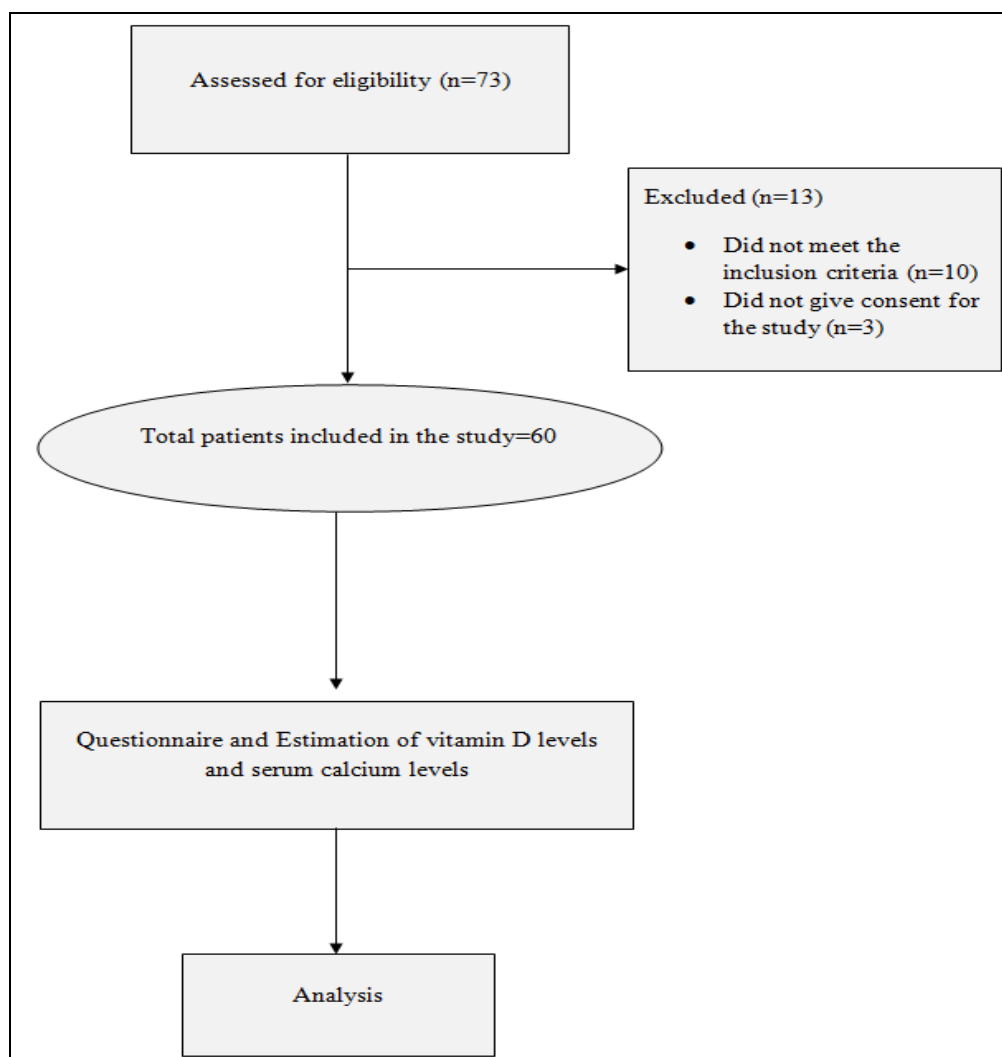 Assessed for eligibility (n=73)
Excluded (n=13)
• Did not meet the
inclusion criteria (n=10)
• Did not give consent for
the study (n=3)
Total patients included in the study=60
Questionnaire and Estimation of vitamin D levels
and serum calcium levels
Analysis